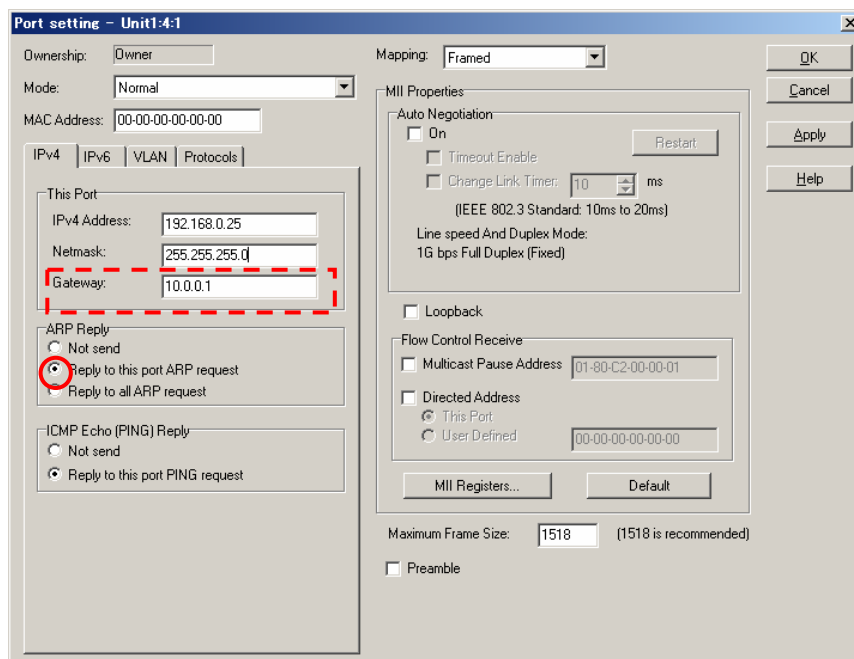 Port setting - Unit1:4:1
Ownership: Owner
Mode: Normal
MAC Address: 00-00-00-00-00-00
IPv4 IPv6 VLAN Protocols
This Port
IPv4 Address: 192.168.0.25
Netmask: 255.255.255.0
Gateway: 10.0.0.1
ARP Reply
Not send
Reply to this port ARP request
Reply to all ARP request
ICMP Echo (PING) Reply
Not send
Reply to this port PING request
Mapping: Framed
MII Properties
Auto Negotiation
On
Restart
Timeout Enable
Change Link Timer: 10 ms
(IEEE 802.3 Standard: 10ms to 20ms)
Line speed And Duplex Mode:
1G bps Full Duplex (Fixed)
Loopback
Flow Control Receive
Multicast Pause Address 01-80-C2-00-00-01
Directed Address
This Port
User Defined 00-00-00-00-00-00
MII Registers... Default
Maximum Frame Size: 1518 (1518 is recommended)
Preamble
OK
Cancel
Apply
Help